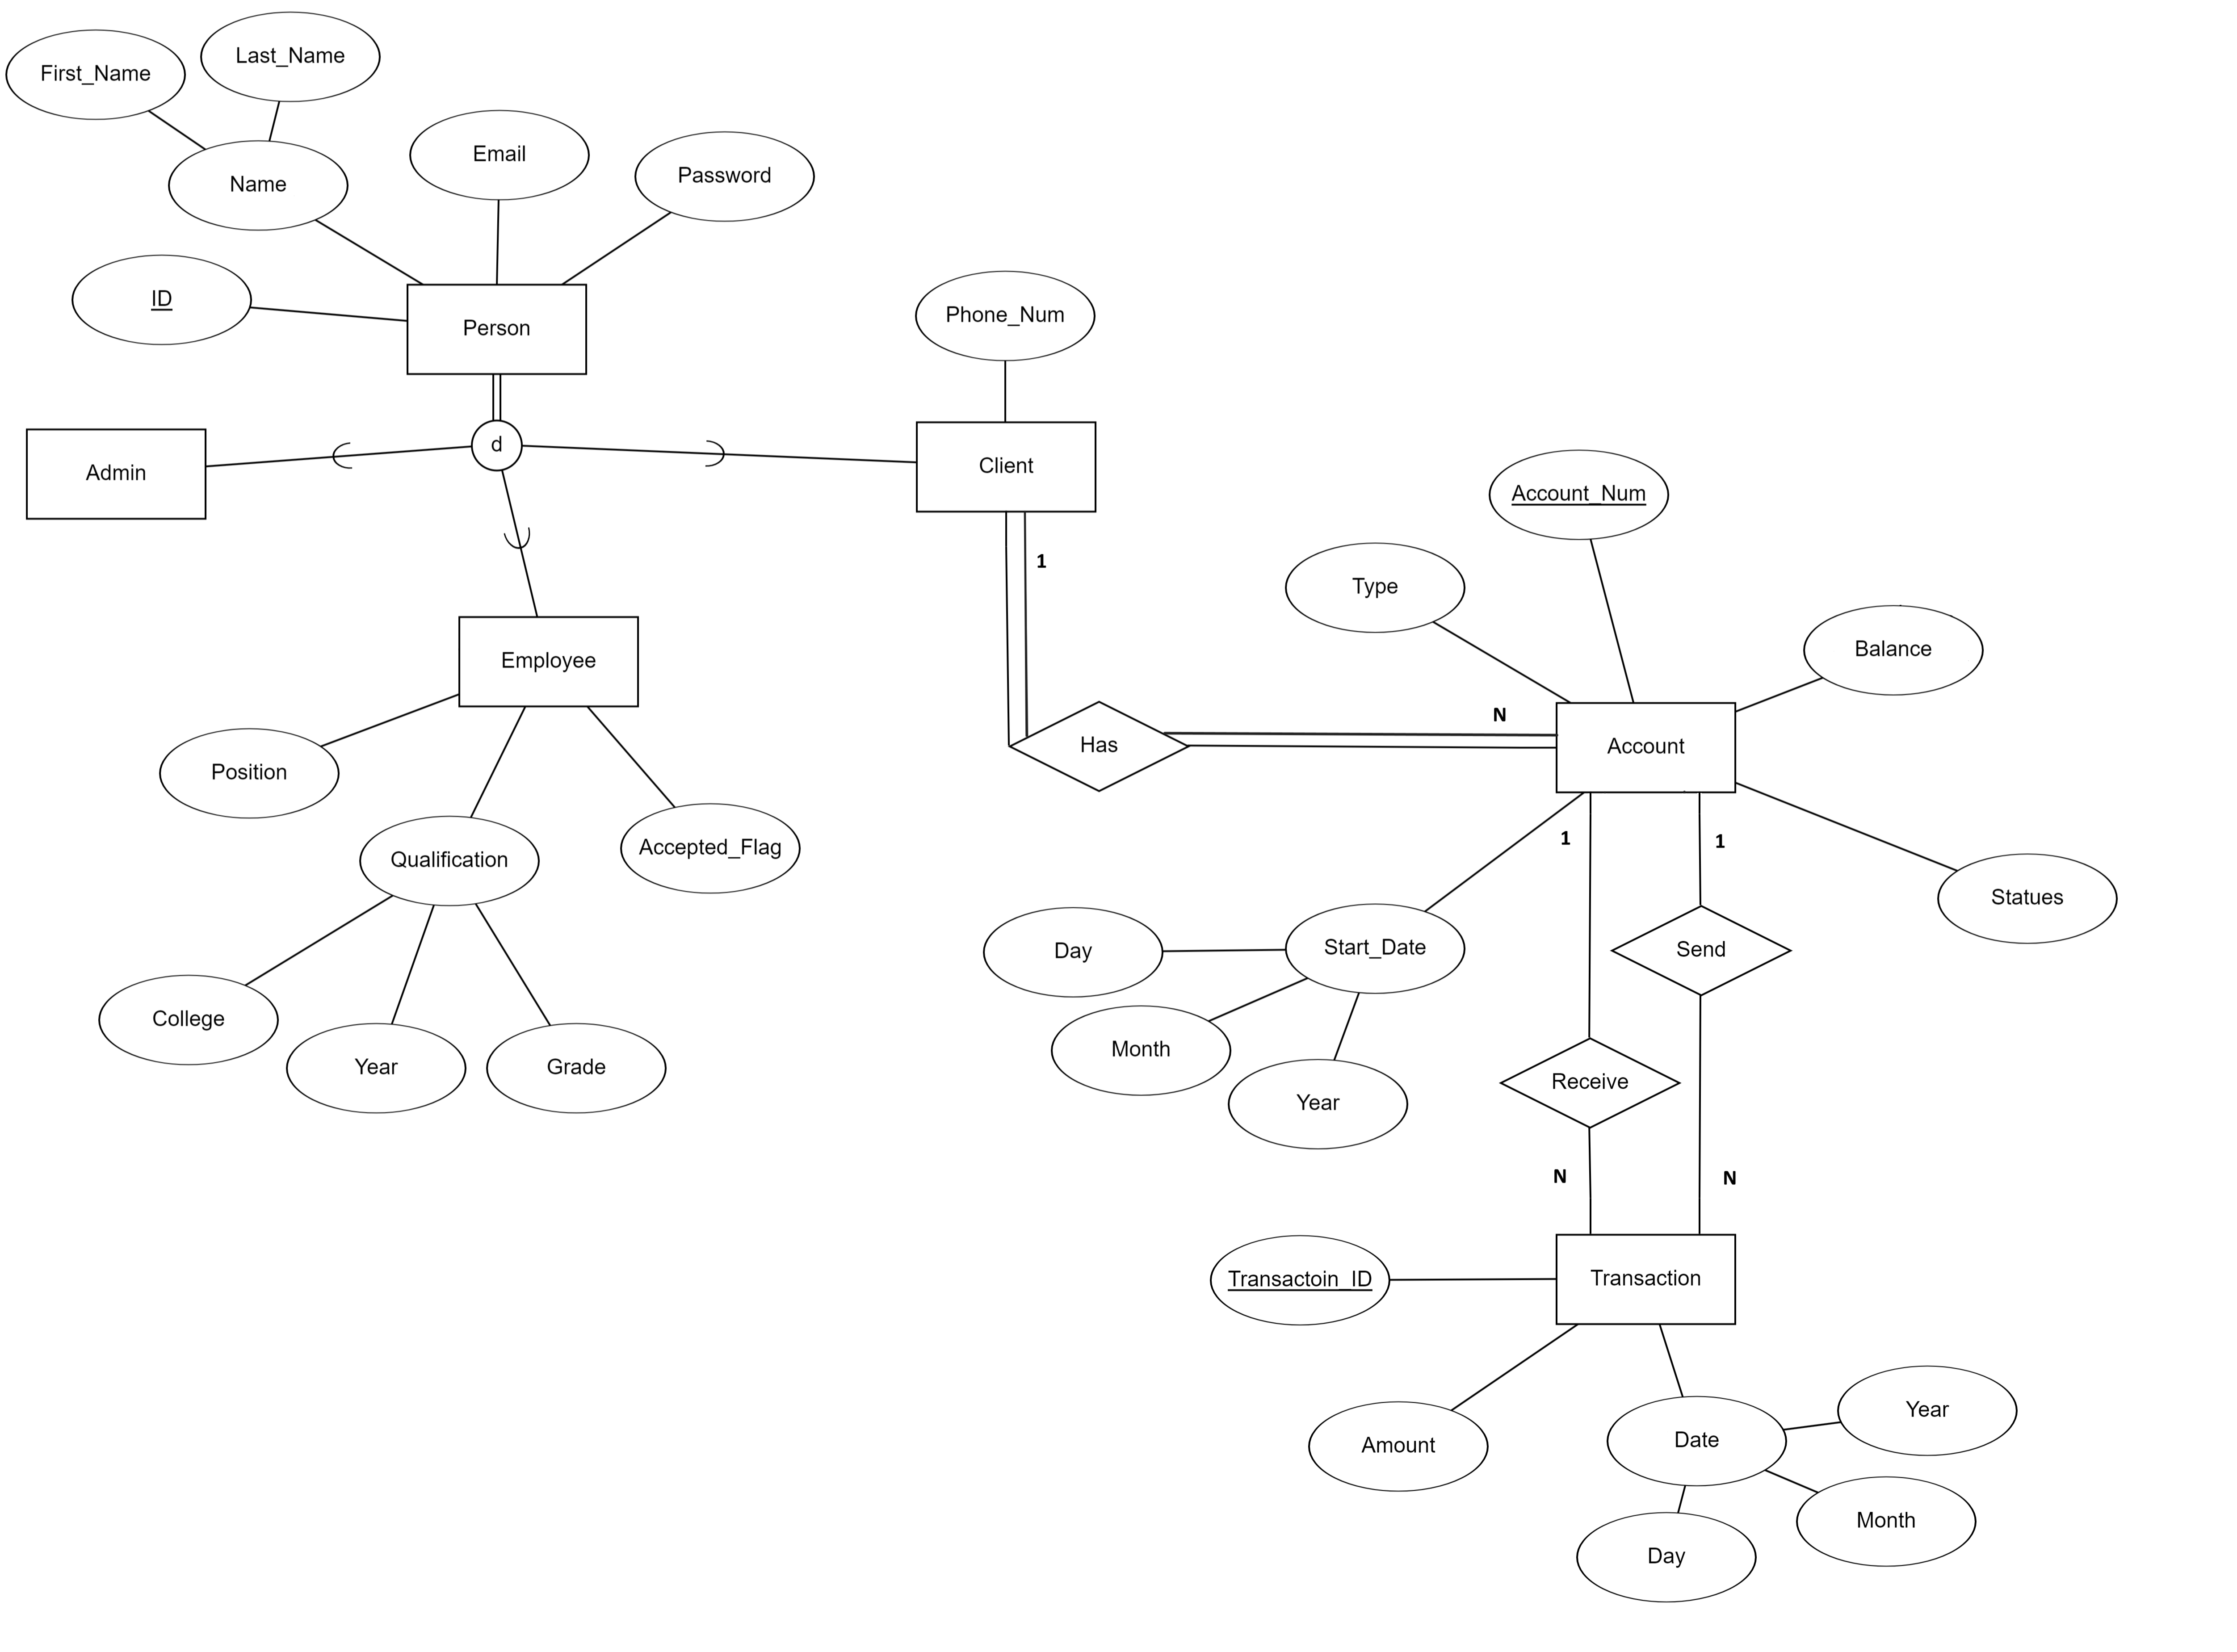 First_Name
Last_Name
Name
Email
Password
ID
Person
Phone_Num
Admin
d
Client
Account_Num
1
Type
Employee
Balance
Position
N
Has
Account
Qualification
Accepted_Flag
1
1
Statues
Day
Start_Date
Send
College
Month
Year
Grade
Year
Receive
N
N
Transactoin_ID
Transaction
Amount
Date
Year
Month
Day